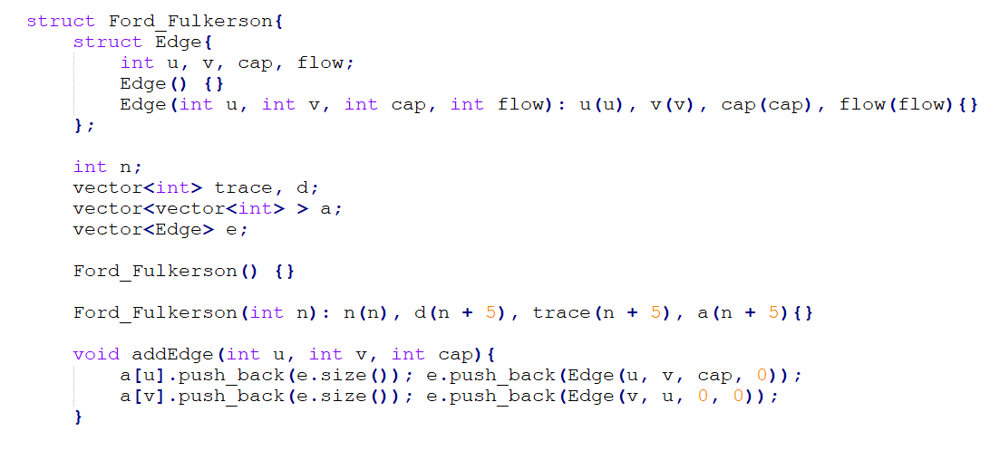 struct Ford_Fulkerson{
    struct Edge{
        int u, v, cap, flow;
        Edge() {}
        Edge(int u, int v, int cap, int flow): u(u), v(v), cap(cap), flow(flow){}
    };

    int n;
    vector<int> trace, d;
    vector<vector<int> > a;
    vector<Edge> e;

    Ford_Fulkerson() {}

    Ford_Fulkerson(int n): n(n), d(n + 5), trace(n + 5), a(n + 5){}

    void addEdge(int u, int v, int cap){
        a[u].push_back(e.size()); e.push_back(Edge(u, v, cap, 0));
        a[v].push_back(e.size()); e.push_back(Edge(v, u, 0, 0));
    }